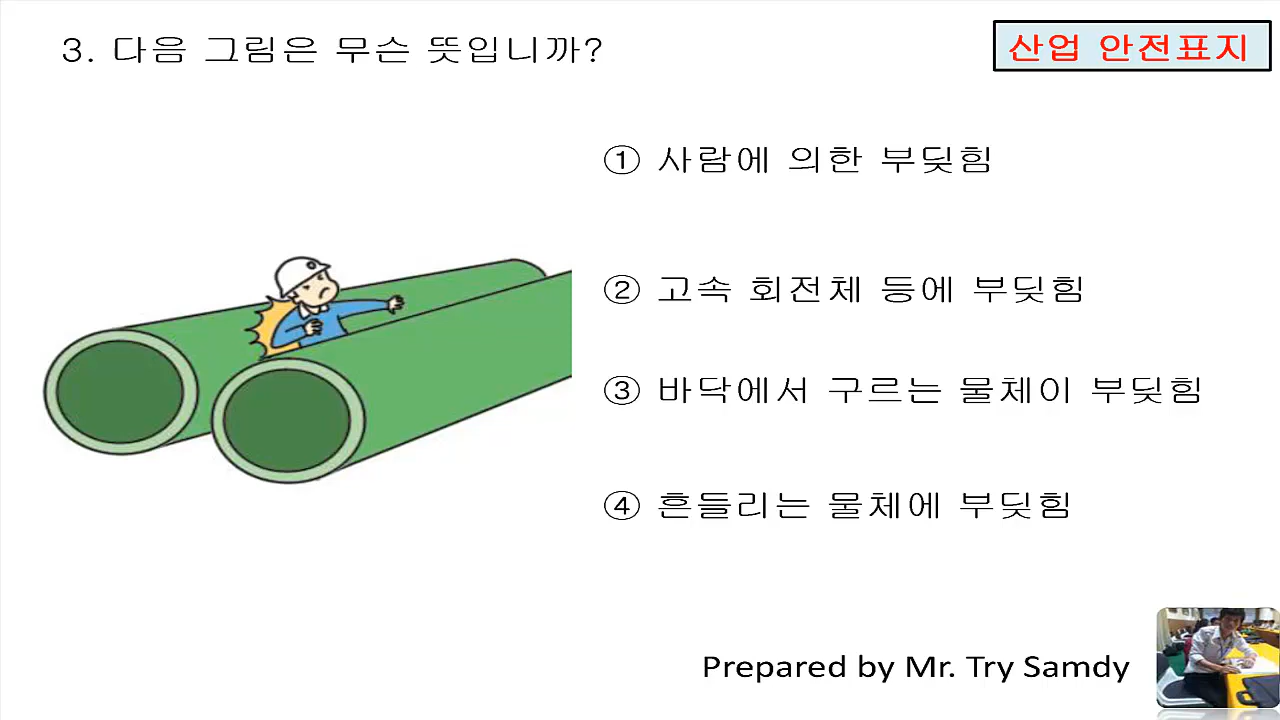 3. 다음 그림은 무슨 뜻입니까?
산업 안전표지
① 사람에 의한 부딪힘
② 고속 회전체 등에 부딪힘
③ 바닥에서 구르는 물체이 부딪힘
④ 흔들리는 물체에 부딪힘
Prepared by Mr. Try Samdy